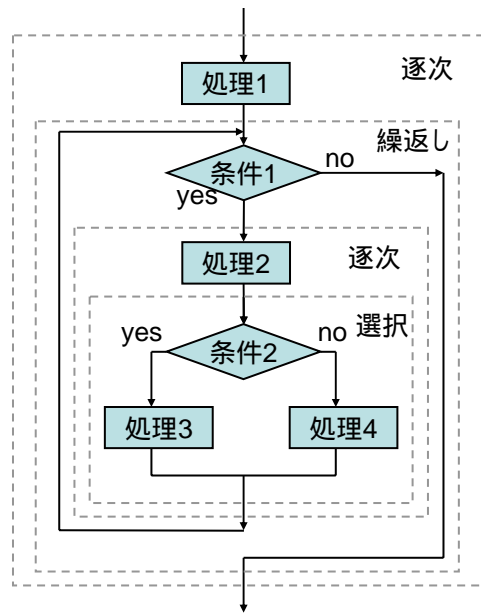 逐次
処理1
繰返し
条件1
no
yes
処理2
逐次
選択
yes
条件2
no
処理3
処理4